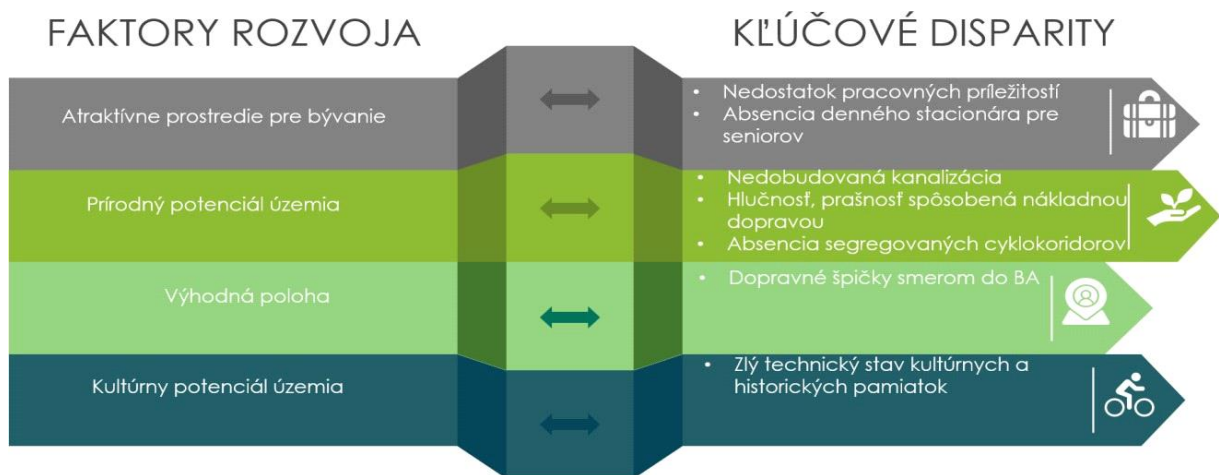 FAKTORY ROZVOJA
KĽÚČOVÉ DISPARITY
Atraktívne prostredie pre bývanie
• Nedostatok pracovných príležitostí
• Absencia denného stacionára pre
seniorov
Prírodný potenciál územia
• Nedobudovaná kanalizácia
• Hlučnosť, prašnosť spôsobená nákladnou
dopravou
• Absencia segregovaných cyklokoridorov
Výhodná poloha
• Dopravné špičky smerom do BA
Kultúrny potenciál územia
• Zlý technický stav kultúrnych a
historických pamiatok